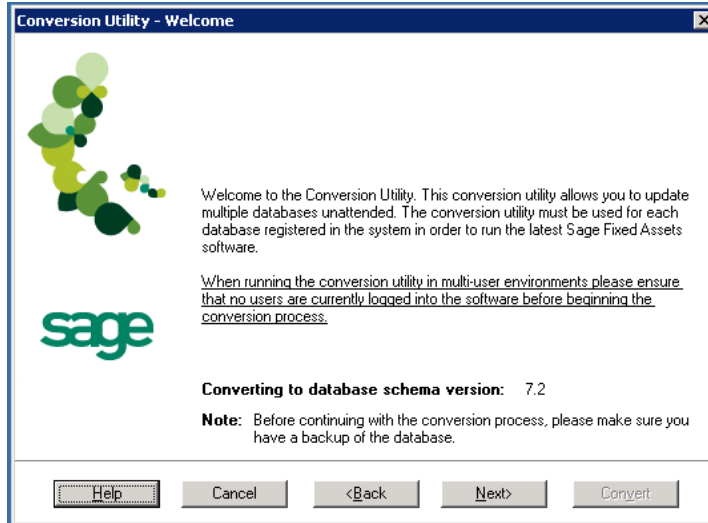 Conversion Utility - Welcome
Welcome to the Conversion Utility. This conversion utility allows you to update
multiple databases unattended. The conversion utility must be used for each
database registered in the system in order to run the latest Sage Fixed Assets
software.
When running the conversion utility in multi-user environments please ensure
that no users are currently logged into the software before beginning the
conversion process.
sage
Converting to database schema version: 7.2
Note: Before continuing with the conversion process, please make sure you
have a backup of the database.
Help Cancel <Back Next> Convert